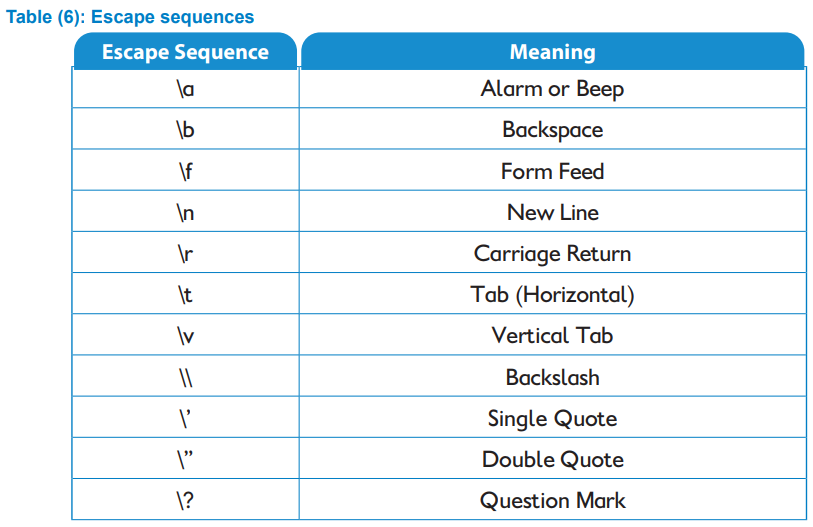 Table (6): Escape sequences
Escape Sequence Meaning
\a Alarm or Beep
\b Backspace
\f Form Feed
\n New Line
\r Carriage Return
\t Tab (Horizontal)
\v Vertical Tab
\\ Backslash
\’ Single Quote
\” Double Quote
\? Question Mark